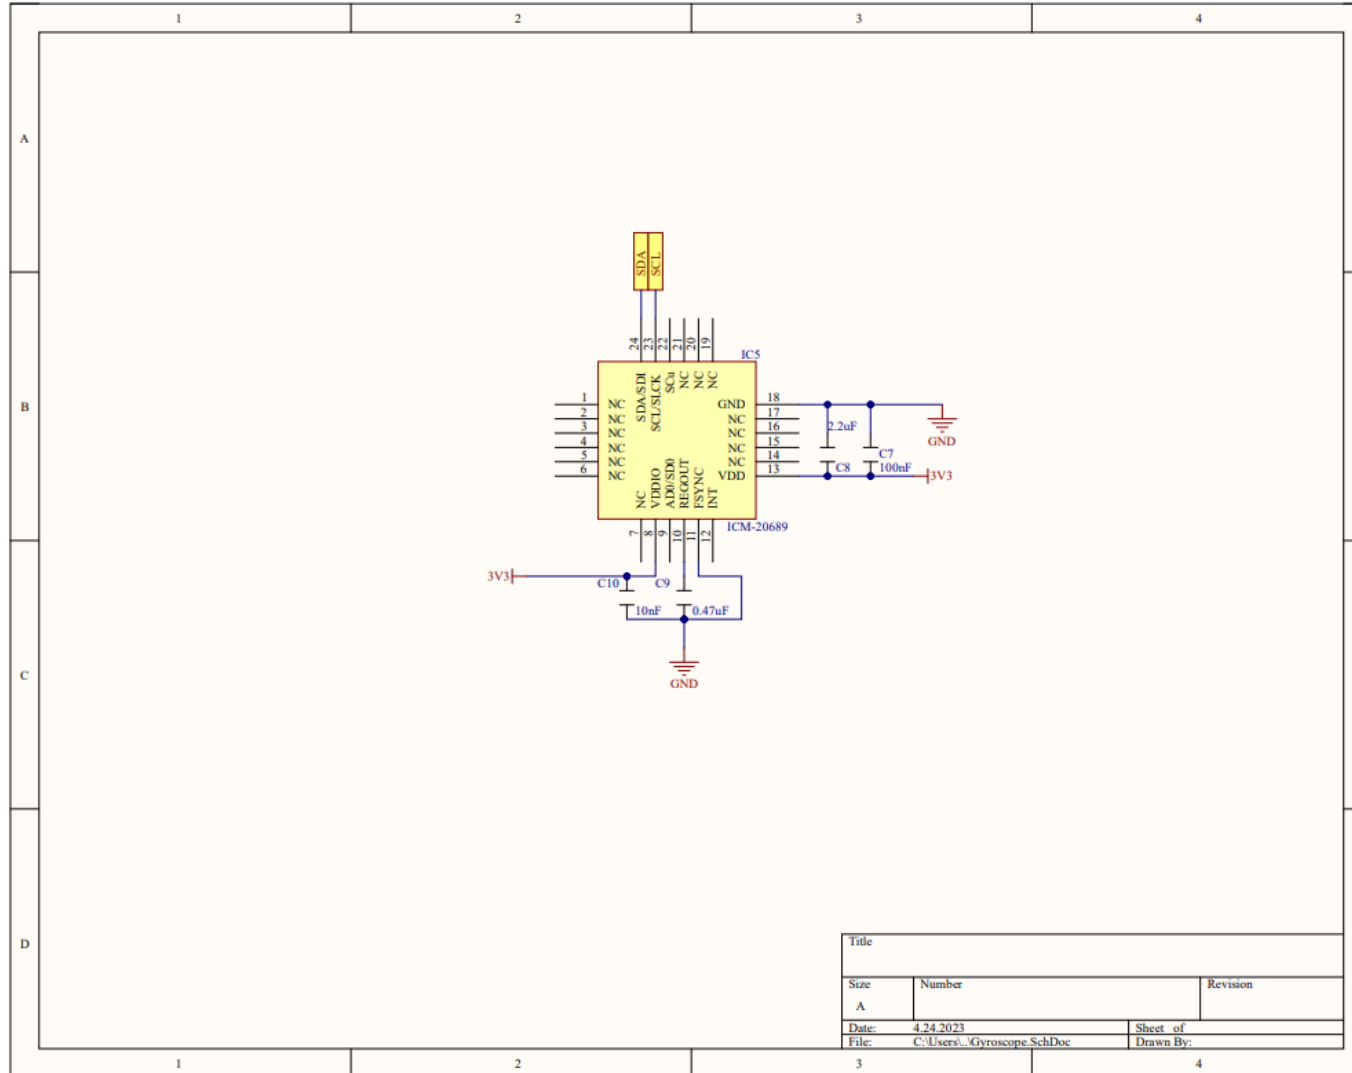 1 2 3 4
A
SDA
SCL
24 23 22 21 20 19
IC5
SDA/SDI
SCL/SLCK
SCu
NC
NC
NC
B
1 NC
2 NC
3 NC
4 NC
5 NC
6 NC
GND 18
NC 17
NC 16
NC 15
NC 14
VDD 13
2.2uF
C8
C7
100nF
GND
3V3
NC
VDDIO
AD0/SD0
REGOUT
FSYNC
INT
ICM-20689
7 8 9 10 11 12
3V3
C10
10nF
C9
0.47uF
GND
C
D
Title
Size
A
Number
Revision
Date: 4.24.2023
Sheet of
File: C:\Users\..\Gyroscope.SchDoc
Drawn By:
1 2 3 4